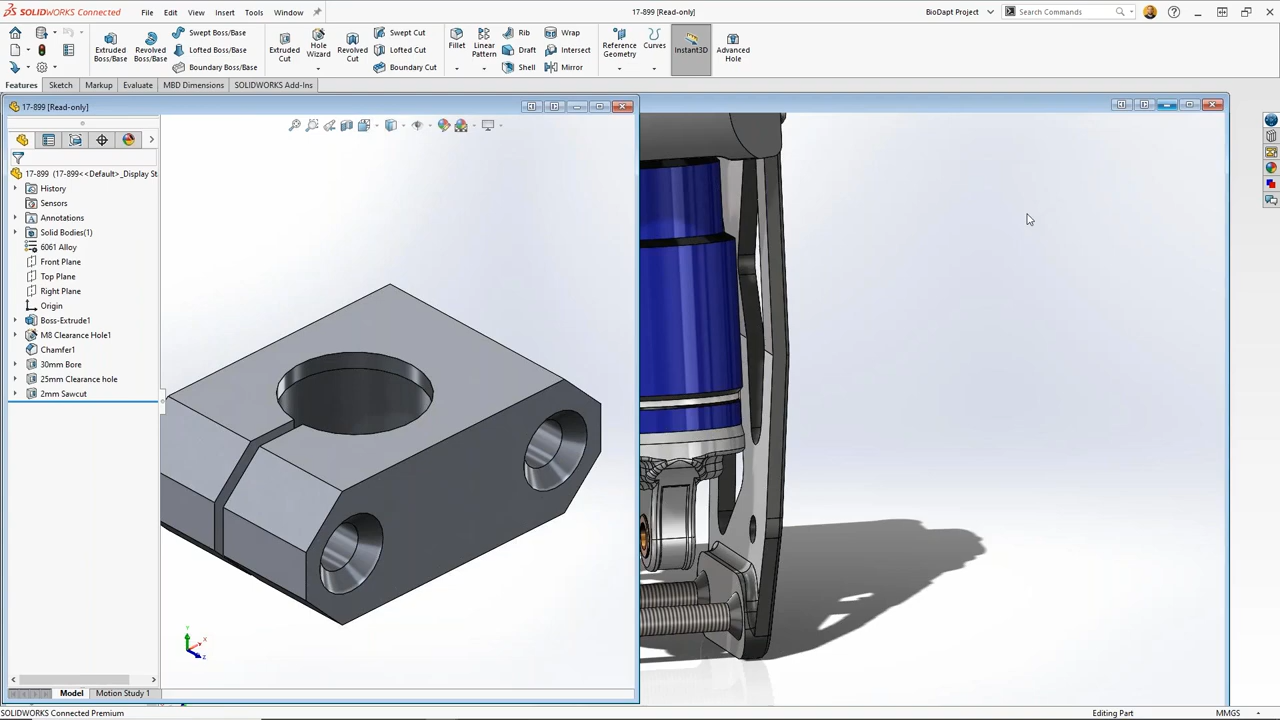 SOLIDWORKS Connected
File Edit View Insert Tools Window
17-899 [Read-only]
BioDapt Project
Search Commands
Extruded Boss/Base
Revolved Boss/Base
Swept Boss/Base
Lofted Boss/Base
Boundary Boss/Base
Extruded Cut
Hole Wizard
Revolved Cut
Swept Cut
Lofted Cut
Boundary Cut
Fillet
Linear Pattern
Rib
Draft
Shell
Wrap
Intersect
Mirror
Reference Geometry
Curves
Instant3D
Advanced Hole
Features Sketch Markup Evaluate MBD Dimensions SOLIDWORKS Add-Ins
17-899 [Read-only]
17-899 (17-899<<Default>_Display St
History
Sensors
Annotations
Solid Bodies(1)
6061 Alloy
Front Plane
Top Plane
Right Plane
Origin
Boss-Extrude1
M8 Clearance Hole1
Chamfer1
30mm Bore
25mm Clearance hole
2mm Sawcut
Y
X
Z
Model Motion Study 1
SOLIDWORKS Connected Premium
Editing Part
MMGS